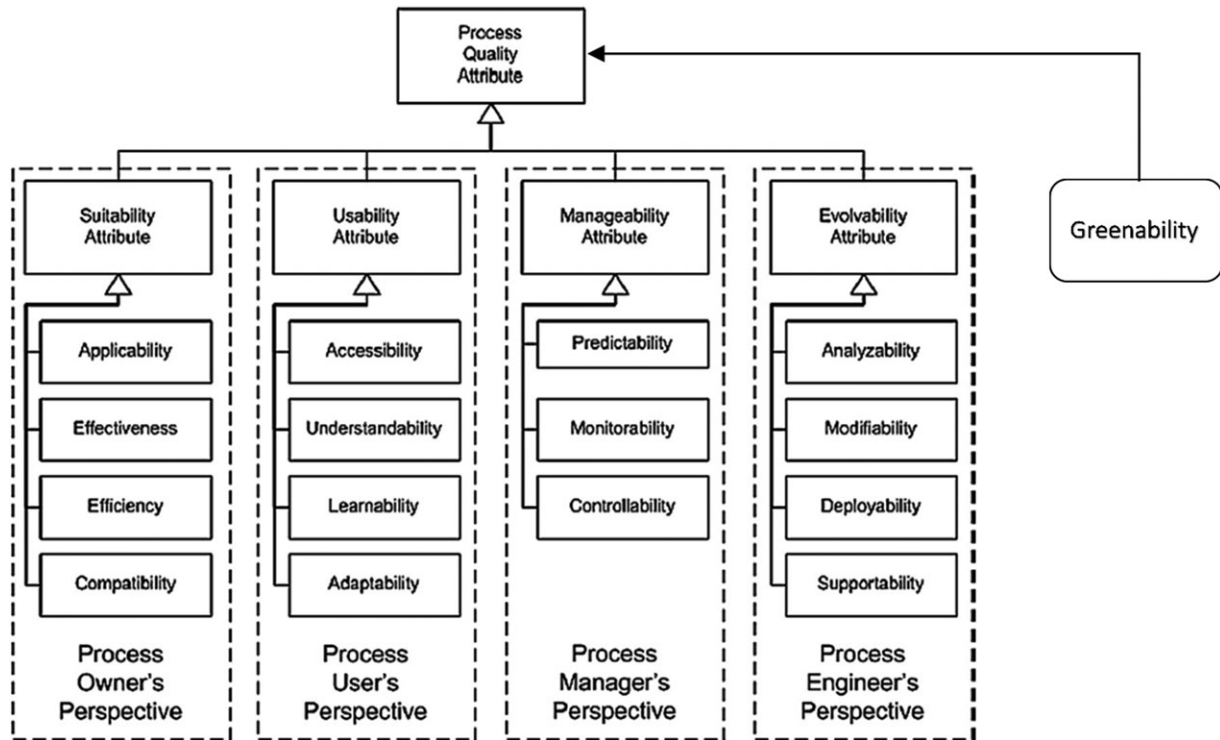 Process
Quality
Attribute
Suitability
Attribute
Usability
Attribute
Manageability
Attribute
Evolvability
Attribute
Greenability
Applicability
Effectiveness
Efficiency
Compatibility
Process
Owner's
Perspective
Accessibility
Understandability
Learnability
Adaptability
Process
User's
Perspective
Predictability
Monitorability
Controllability
Process
Manager's
Perspective
Analyzability
Modifiability
Deployability
Supportability
Process
Engineer's
Perspective